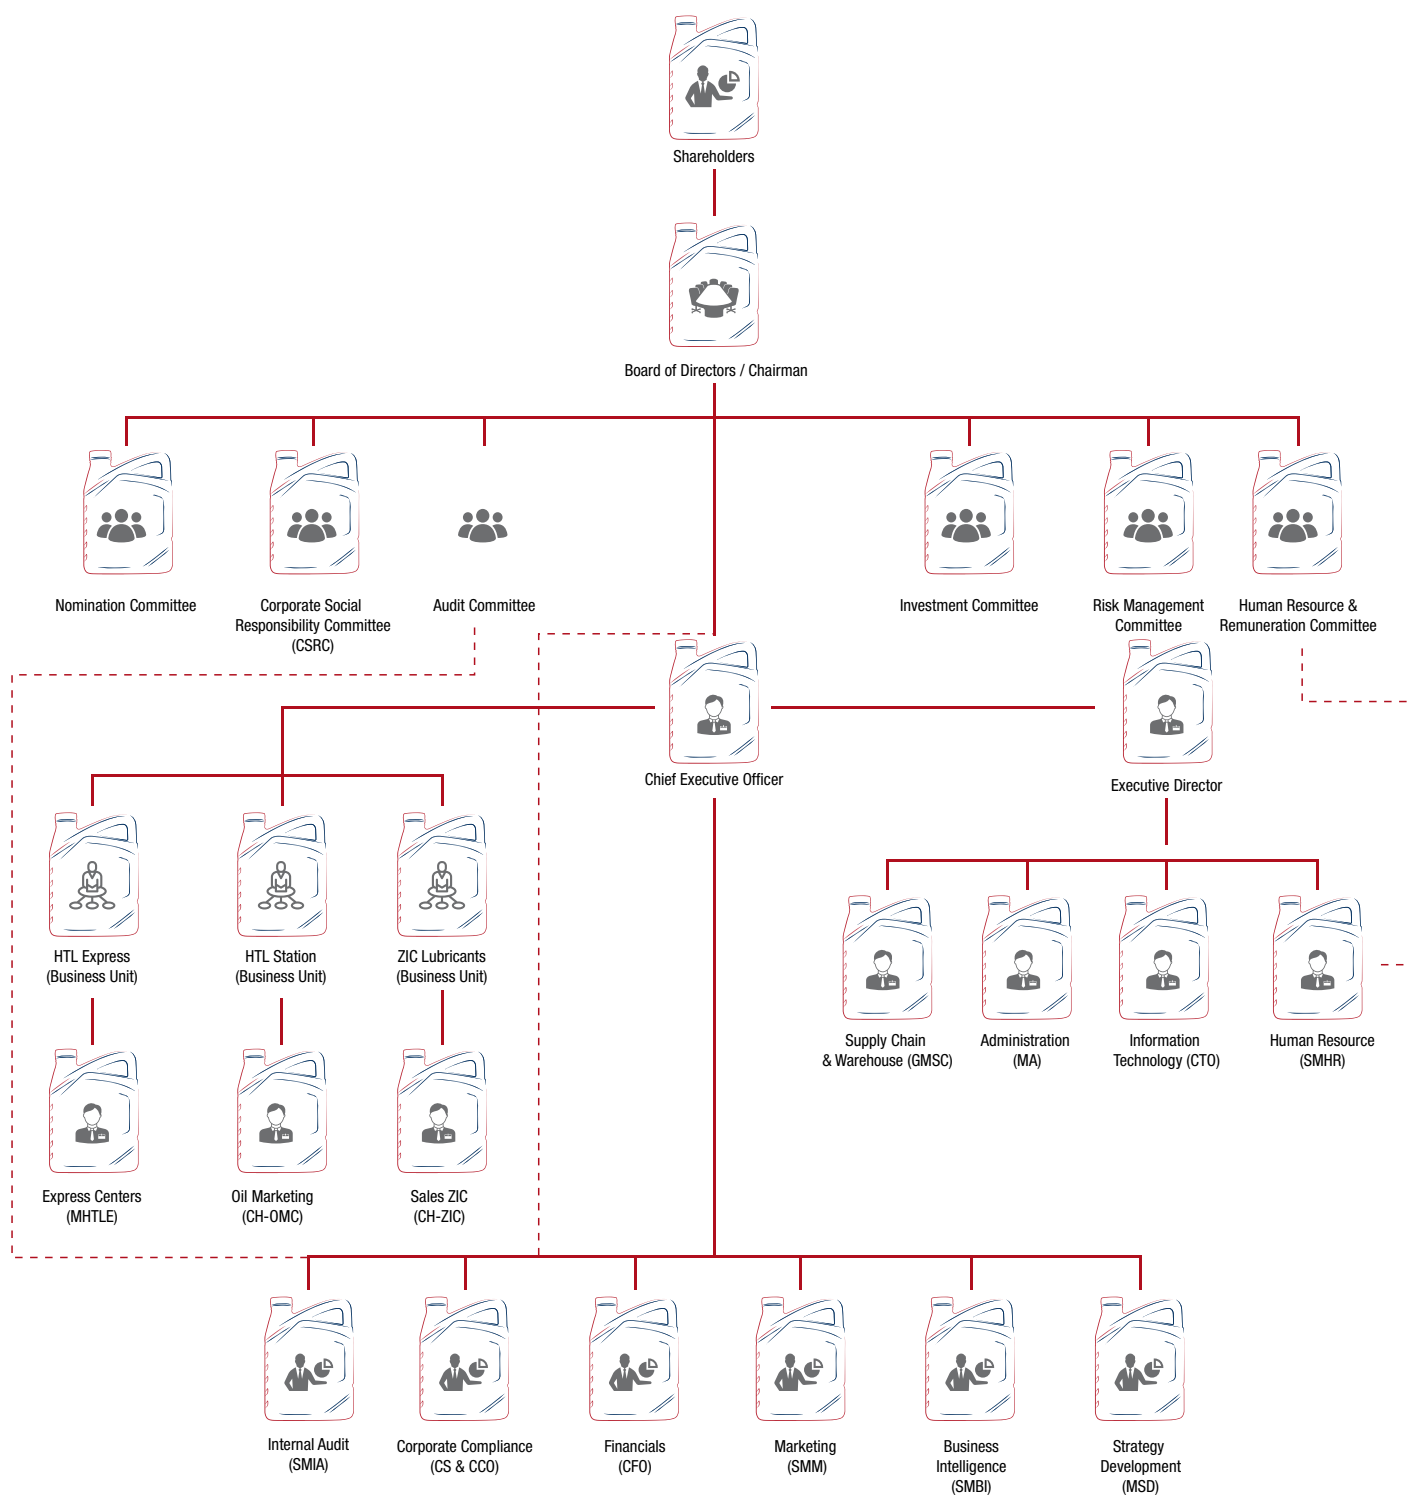 Shareholders
Board of Directors / Chairman
Nomination Committee
Corporate Social
Responsibility Committee
(CSRC)
Audit Committee
Investment Committee
Risk Management
Committee
Human Resource &
Remuneration Committee
Chief Executive Officer
Executive Director
HTL Express
(Business Unit)
HTL Station
(Business Unit)
ZIC Lubricants
(Business Unit)
Supply Chain
& Warehouse (GMSC)
Administration
(MA)
Information
Technology (CTO)
Human Resource
(SMHR)
Express Centers
(MHTLE)
Oil Marketing
(CH-OMC)
Sales ZIC
(CH-ZIC)
Internal Audit
(SMIA)
Corporate Compliance
(CS & CCO)
Financials
(CFO)
Marketing
(SMM)
Business
Intelligence
(SMBI)
Strategy
Development
(MSD)